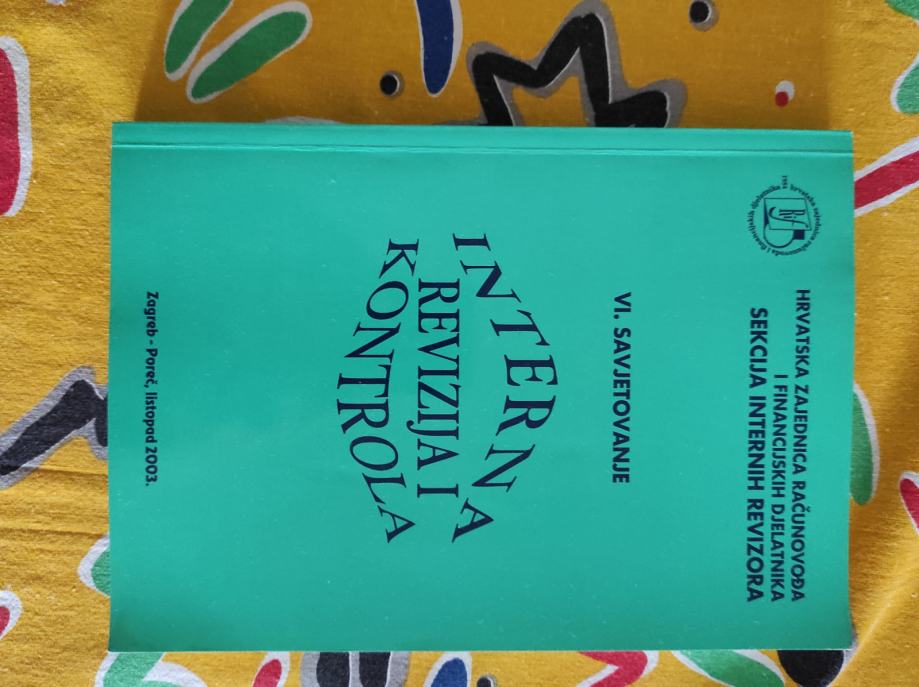 HRVATSKA ZAJEDNICA RAČUNOVOĐA
I FINANCIJSKIH DJELATNIKA
SEKCIJA INTERNIH REVIZORA
VI. SAVJETOVANJE
INTERNA
REVIZIJA I
KONTROLA
Zagreb - Poreč, listopad 2003.